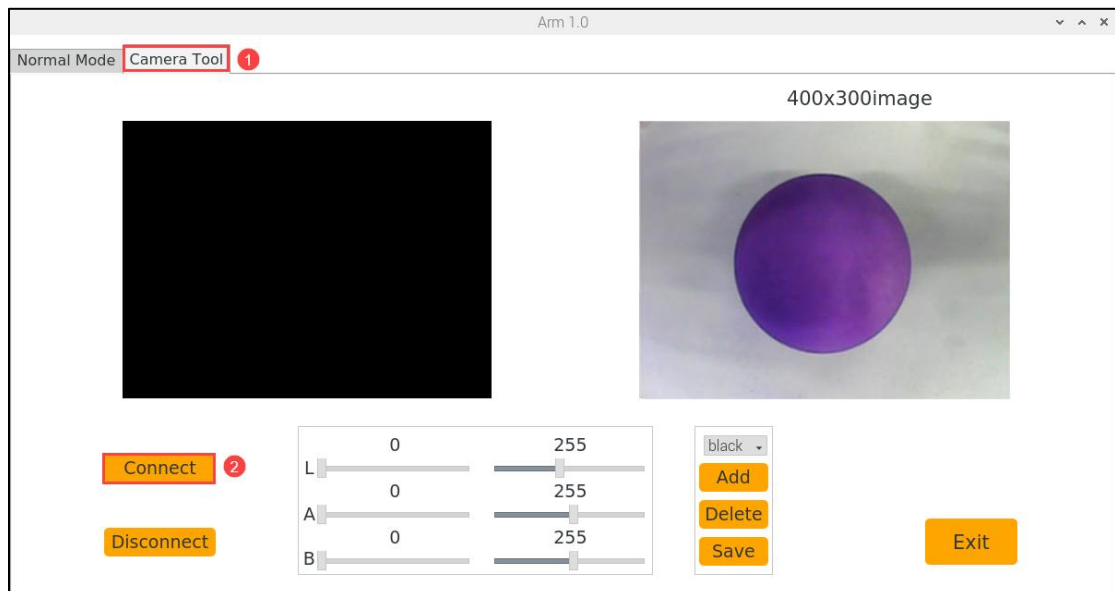 Arm 1.0
Normal Mode Camera Tool 1
400x300image
Connect 2
Disconnect
0 255
L
0 255
A
0 255
B
black
Add
Delete
Save
Exit